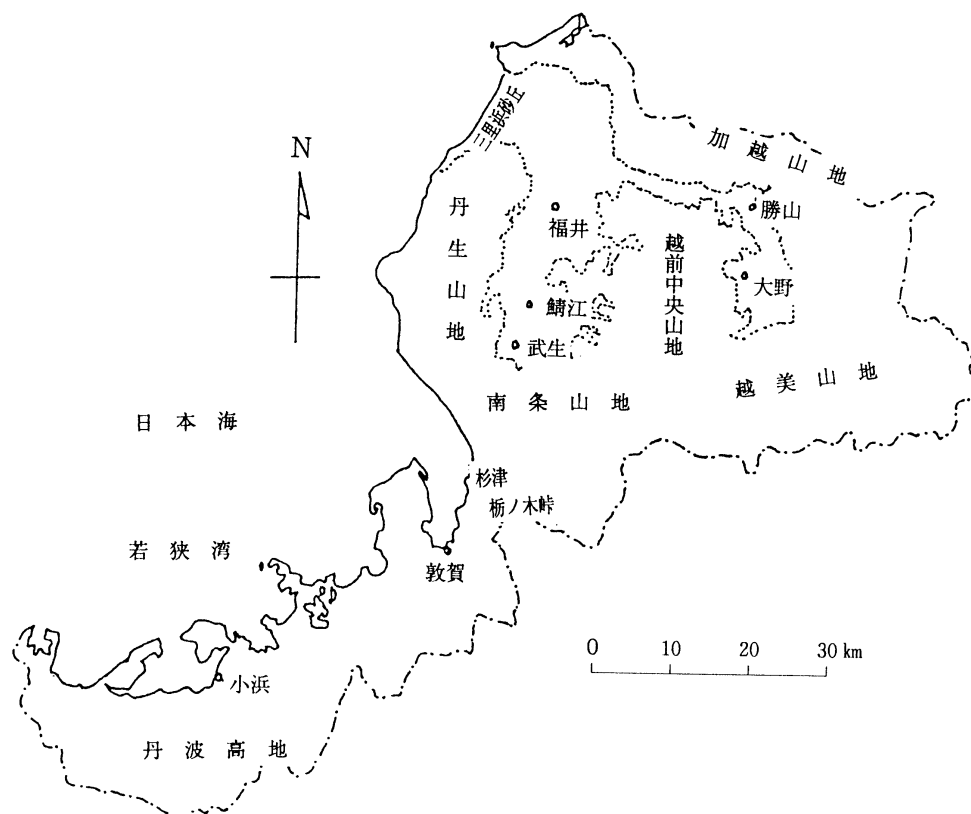 N
三里浜砂丘
加越山地
丹生山地
福井
勝山
越前中央山地
大野
鯖江
武生
越美山地
南条山地
日本海
杉津
栃ノ木峠
若狭湾
敦賀
0 10 20 30 km
小浜
丹波高地